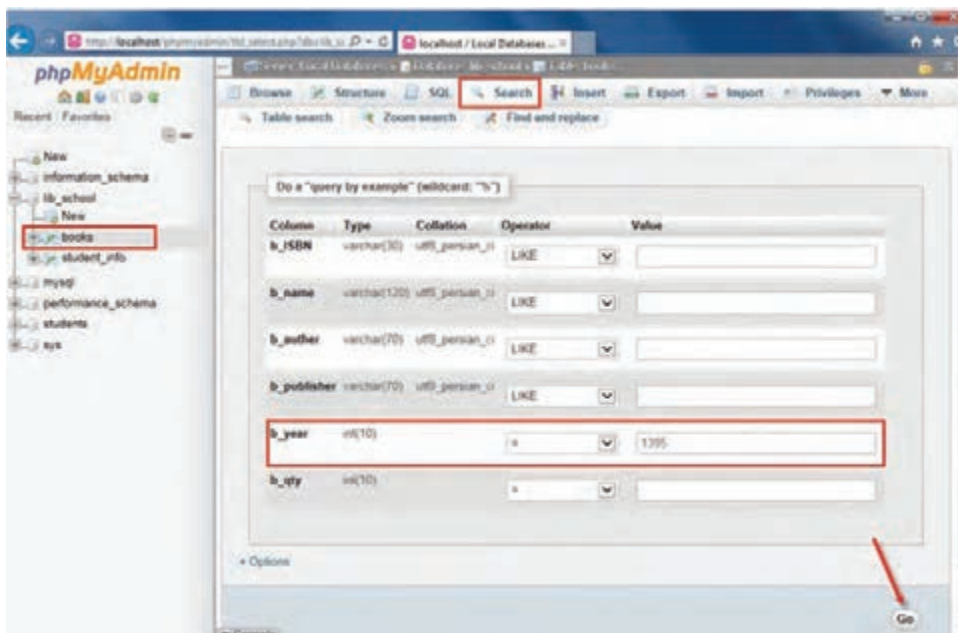 localhost / Local Databases ...
phpMyAdmin
Recent Favorites
New
information_schema
lib_school
New
books
student_info
mysql
performance_schema
students
sys
Browse Structure SQL Search Insert Export Import Privileges More
Table search Zoom search Find and replace
Do a "query by example" (wildcard: "%")
Column Type Collation Operator Value
b_ISBN varchar(30) utf8_persian_ci LIKE
b_name varchar(120) utf8_persian_ci LIKE
b_auther varchar(70) utf8_persian_ci LIKE
b_publisher varchar(70) utf8_persian_ci LIKE
b_year int(10) = 1395
b_qty int(10) =
+ Options
Go